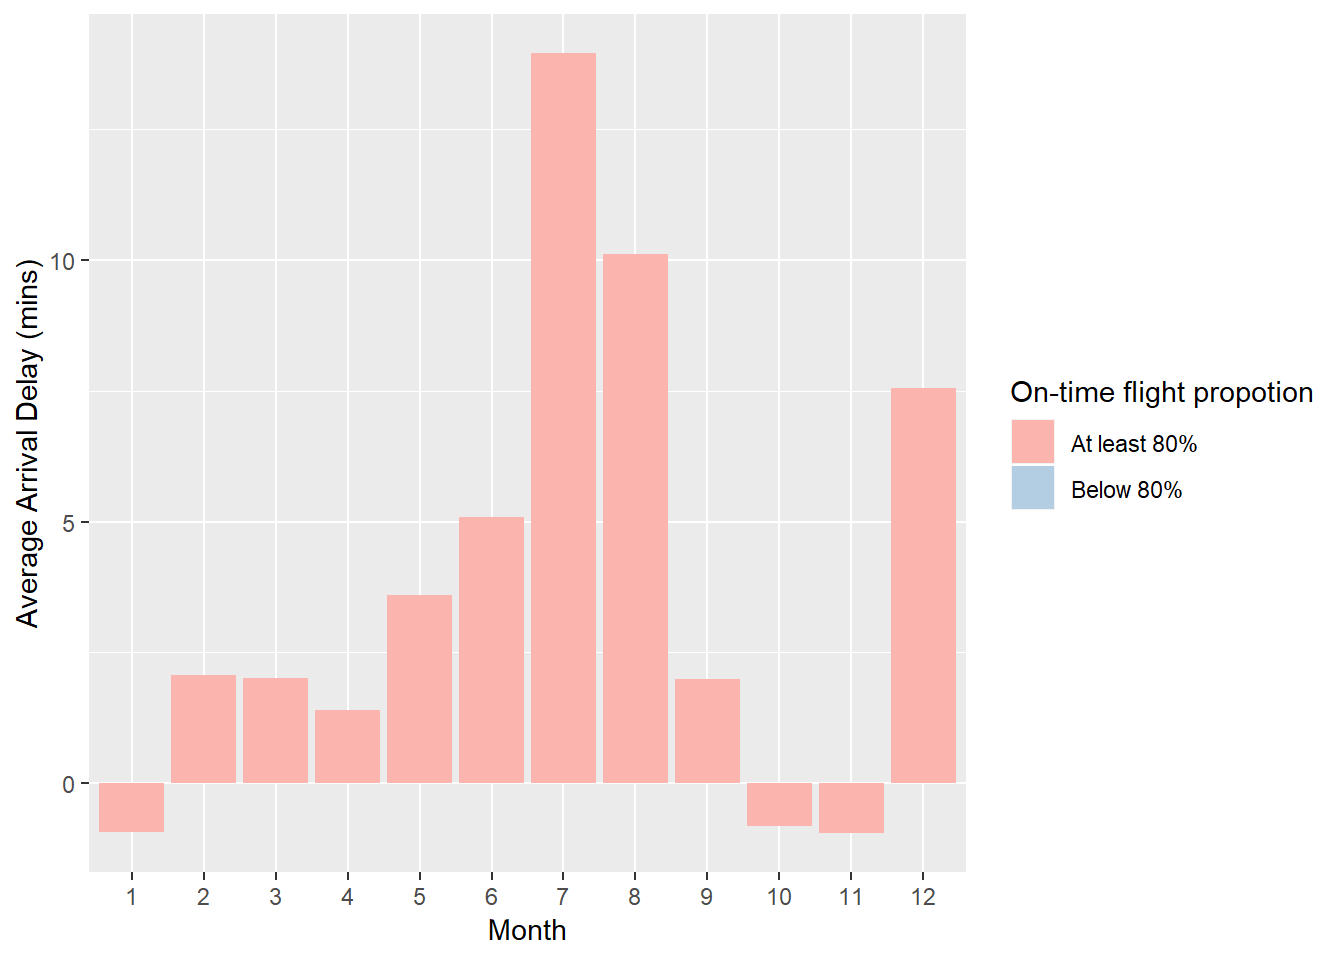 Average Arrival Delay (mins)
10
5
0
1 2 3 4 5 6 7 8 9 10 11 12
Month
On-time flight propotion
At least 80%
Below 80%